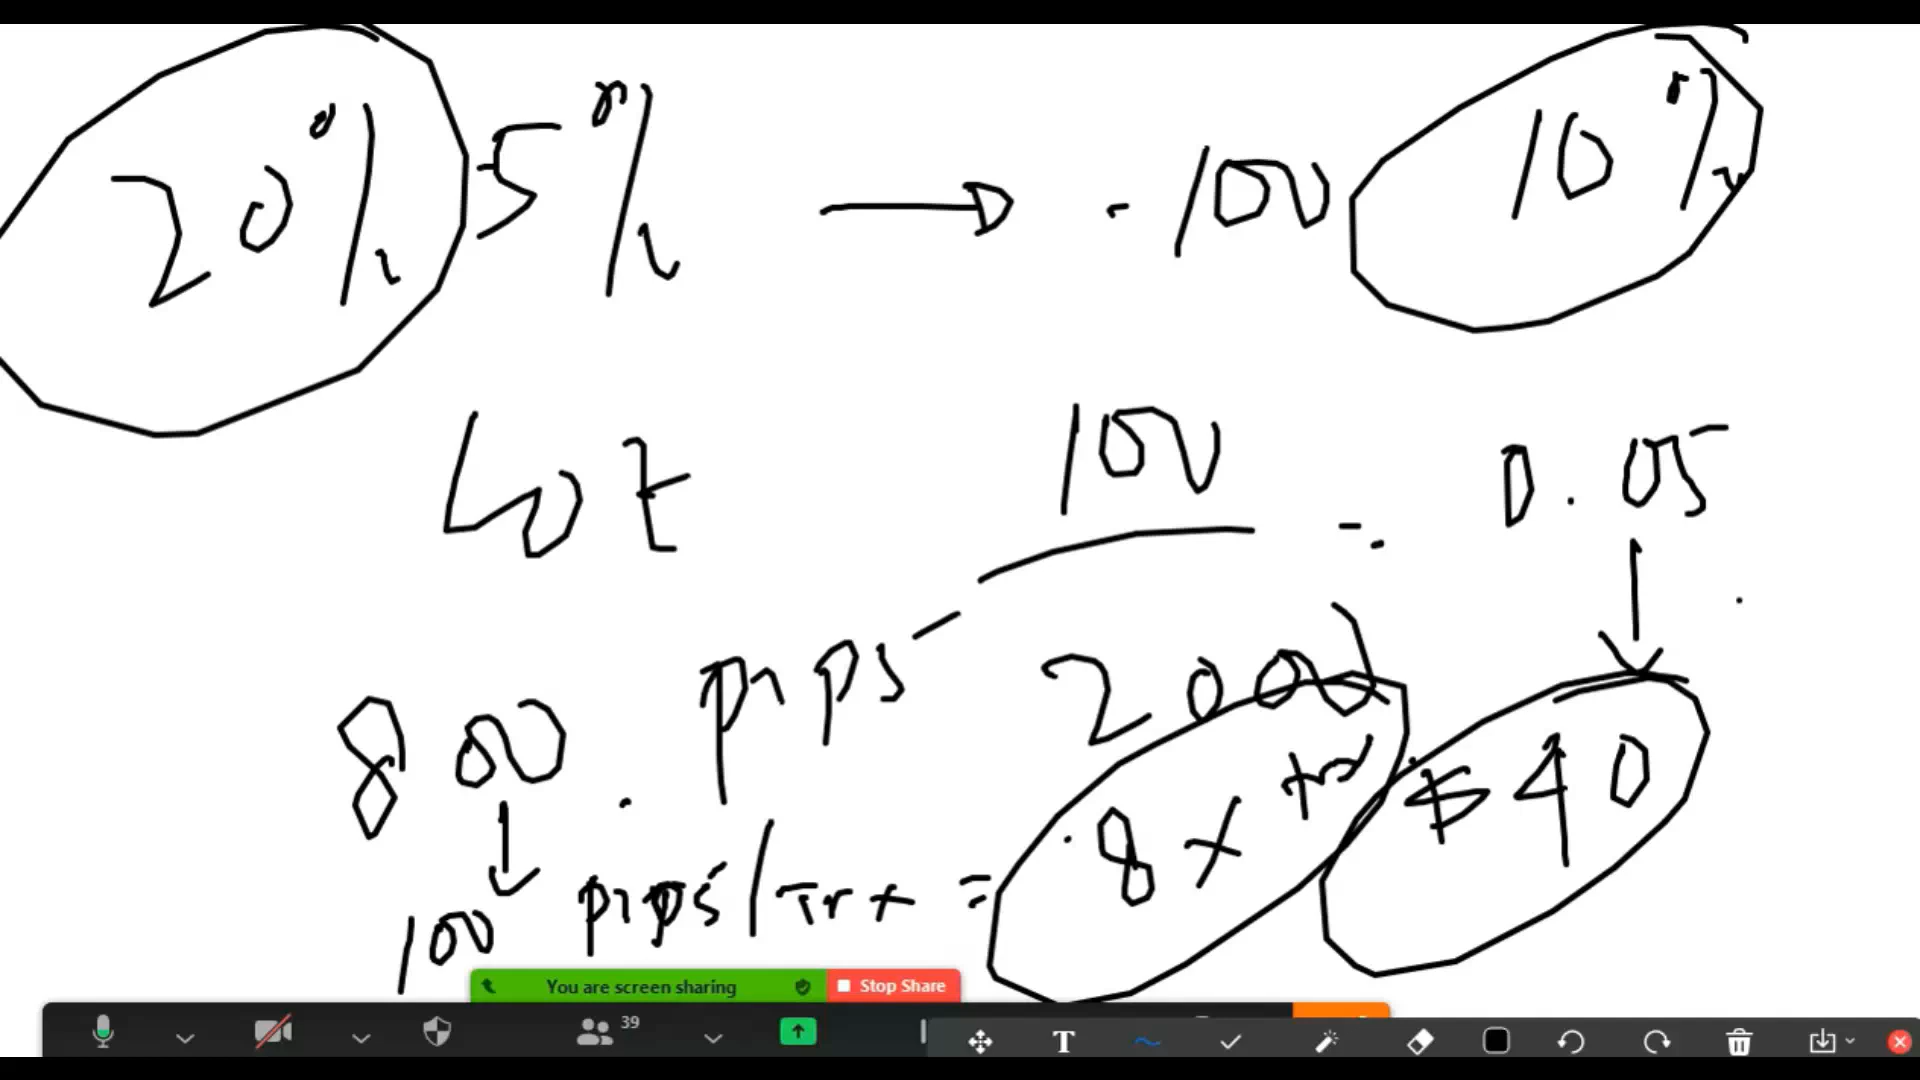 20% 5% → -100 10%
Lot 100 = 0.05
2000
800 pips
8x $40
100 pips/Trx =
You are screen sharing Stop Share
39
T